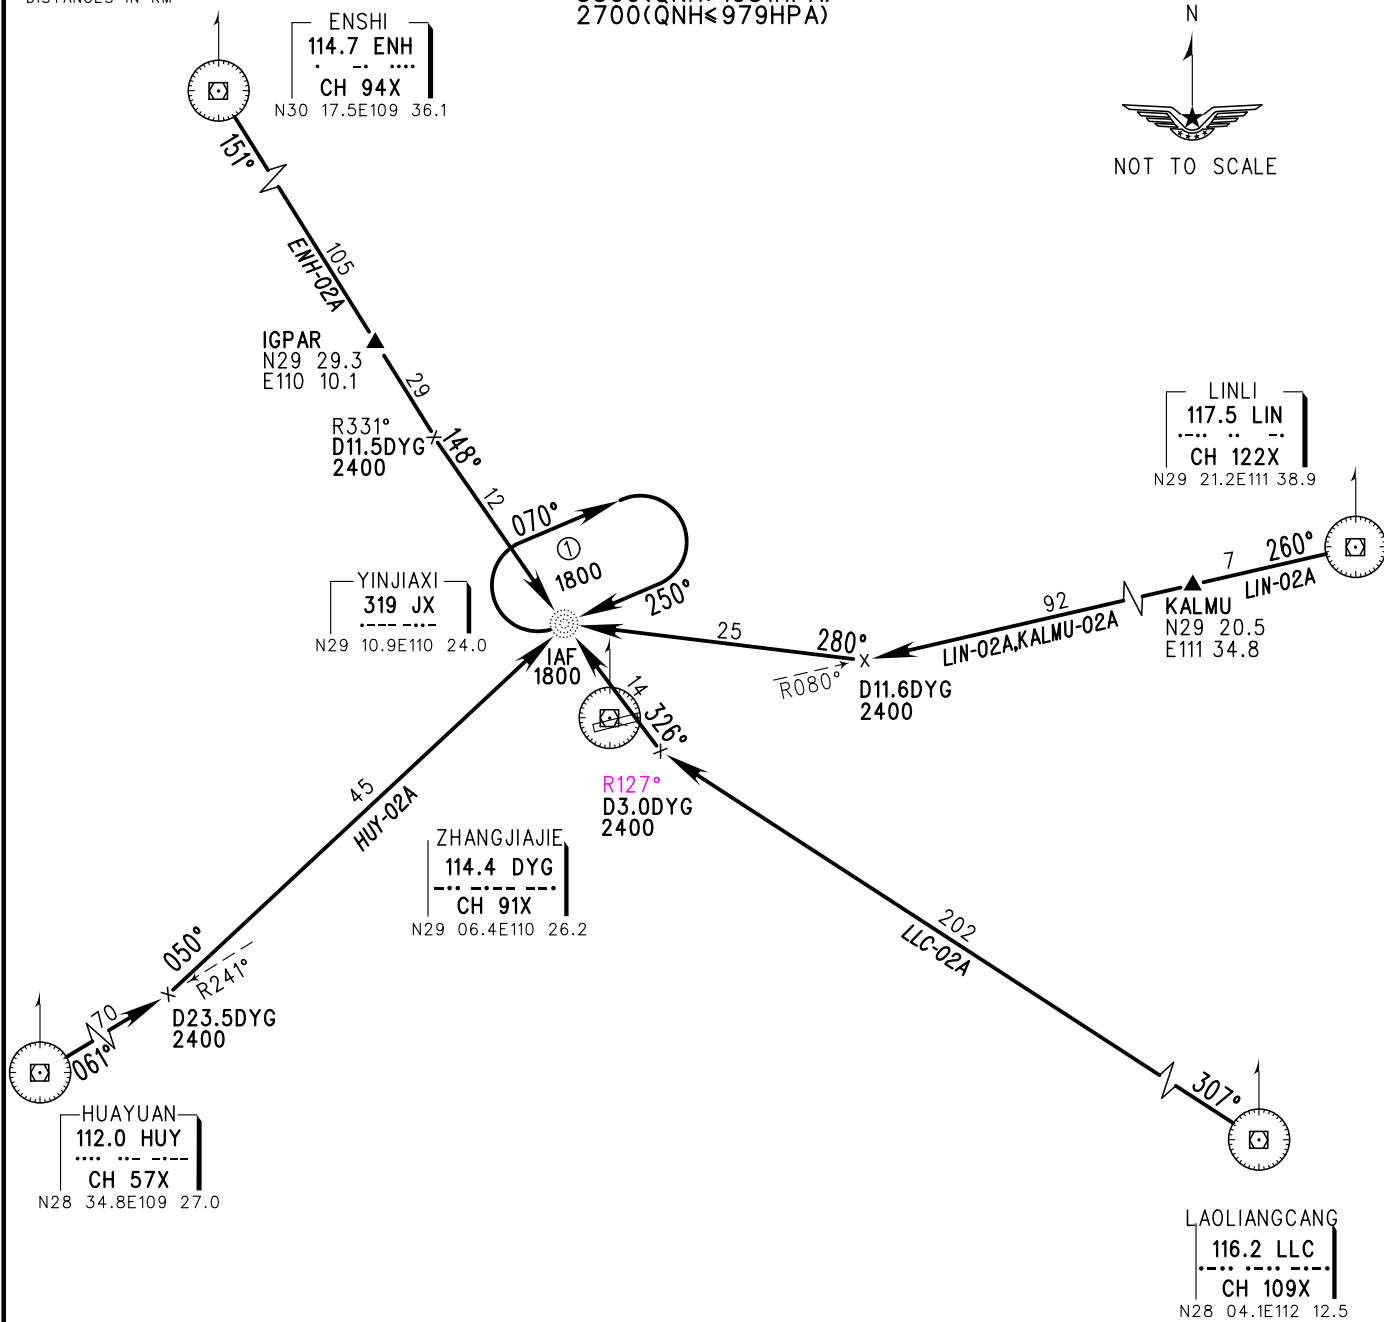 2700(QNH≤979HPA)
N
NOT TO SCALE
ENSHI
114.7 ENH
CH 94X
N30 17.5E109 36.1
151°
105
ENH-02A
IGPAR
N29 29.3
E110 10.1
29
R331°
D11.5DYG
2400
148°
12
070°
1
1800
250°
LINLI
117.5 LIN
CH 122X
N29 21.2E111 38.9
7
260°
LIN-02A
KALMU
N29 20.5
E111 34.8
92
LIN-02A,KALMU-02A
YINJIAXI
319 JX
N29 10.9E110 24.0
IAF
1800
25
280°
R080°
D11.6DYG
2400
14
326°
R127°
D3.0DYG
2400
45
HUY-02A
ZHANGJIAJIE
114.4 DYG
CH 91X
N29 06.4E110 26.2
202
LLC-02A
050°
R241°
D23.5DYG
2400
70
061°
HUAYUAN
112.0 HUY
CH 57X
N28 34.8E109 27.0
307°
LAOLIANGCANG
116.2 LLC
CH 109X
N28 04.1E112 12.5